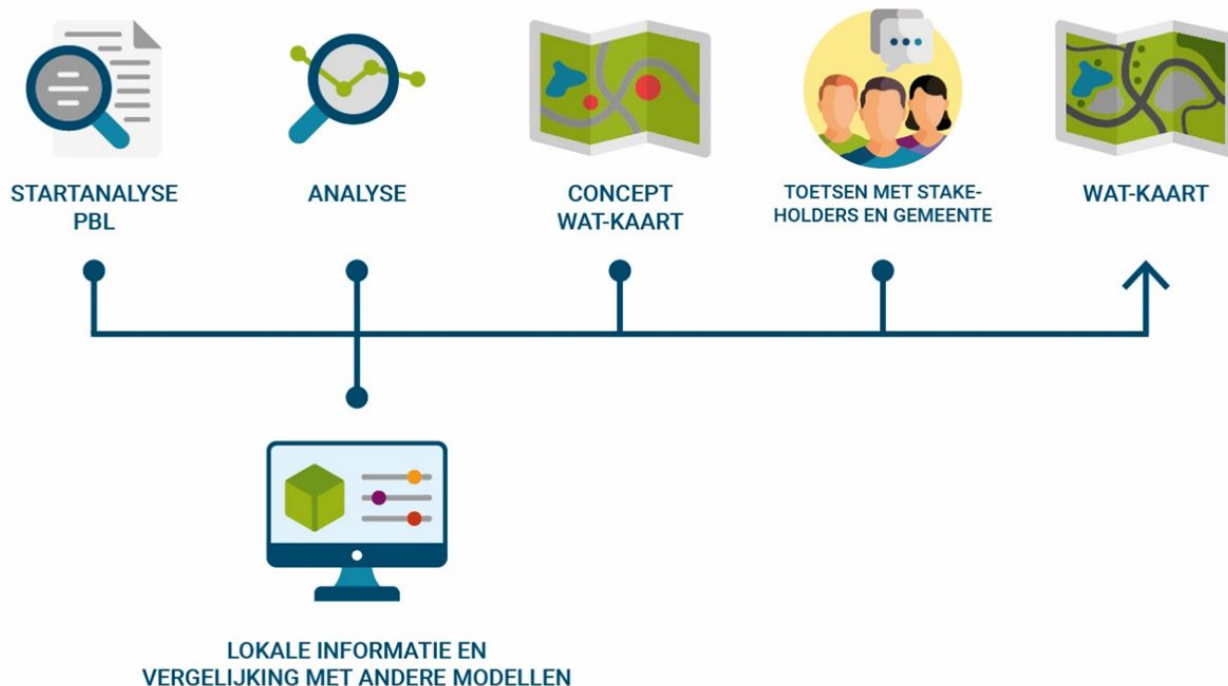 STARTANALYSE
PBL
ANALYSE
CONCEPT
WAT-KAART
TOETSEN MET STAKE-
HOLDERS EN GEMEENTE
WAT-KAART
LOKALE INFORMATIE EN
VERGELIJKING MET ANDERE MODELLEN